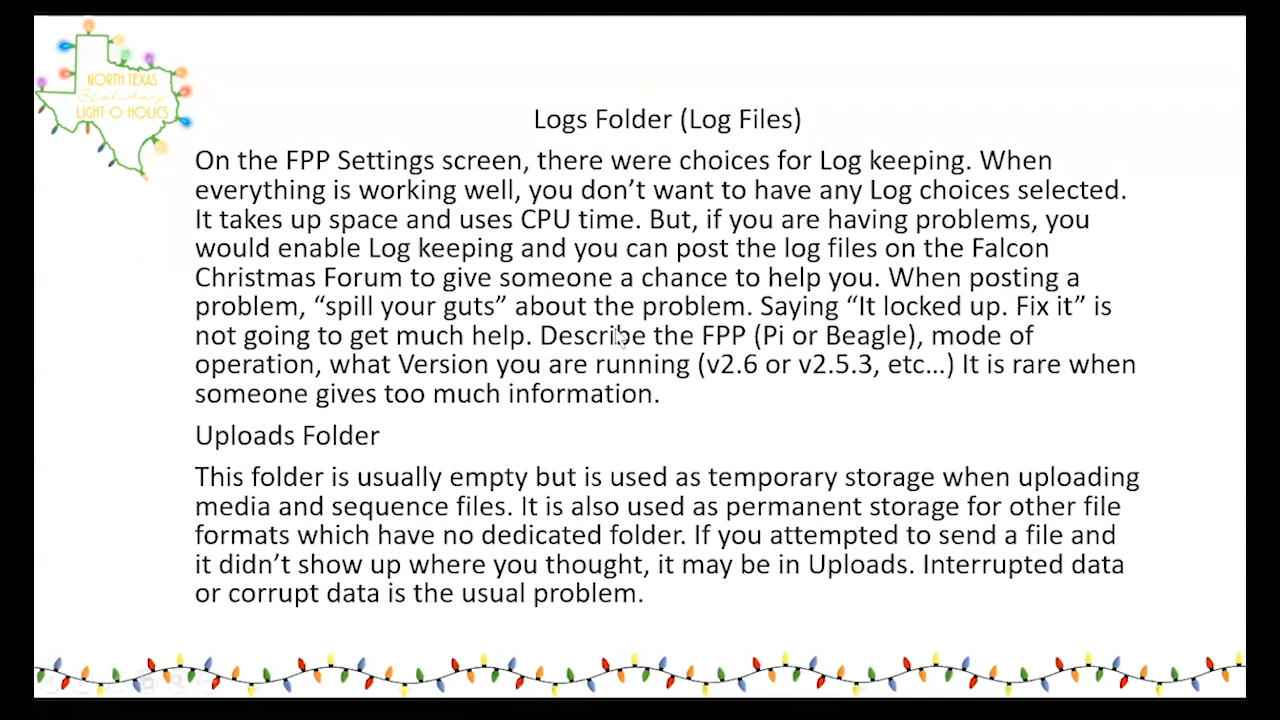 NORTH TEXAS
Holiday
LIGHT-O-HOLICS
Logs Folder (Log Files)
On the FPP Settings screen, there were choices for Log keeping. When
everything is working well, you don’t want to have any Log choices selected.
It takes up space and uses CPU time. But, if you are having problems, you
would enable Log keeping and you can post the log files on the Falcon
Christmas Forum to give someone a chance to help you. When posting a
problem, “spill your guts” about the problem. Saying “It locked up. Fix it” is
not going to get much help. Describe the FPP (Pi or Beagle), mode of
operation, what Version you are running (v2.6 or v2.5.3, etc…) It is rare when
someone gives too much information.
Uploads Folder
This folder is usually empty but is used as temporary storage when uploading
media and sequence files. It is also used as permanent storage for other file
formats which have no dedicated folder. If you attempted to send a file and
it didn’t show up where you thought, it may be in Uploads. Interrupted data
or corrupt data is the usual problem.